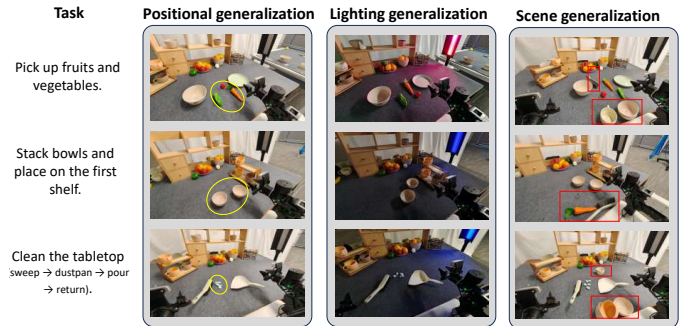 Task
Positional generalization
Lighting generalization
Scene generalization
Pick up fruits and
vegetables.
Stack bowls and
place on the first
shelf.
Clean the tabletop
(sweep → dustpan → pour
→ return).